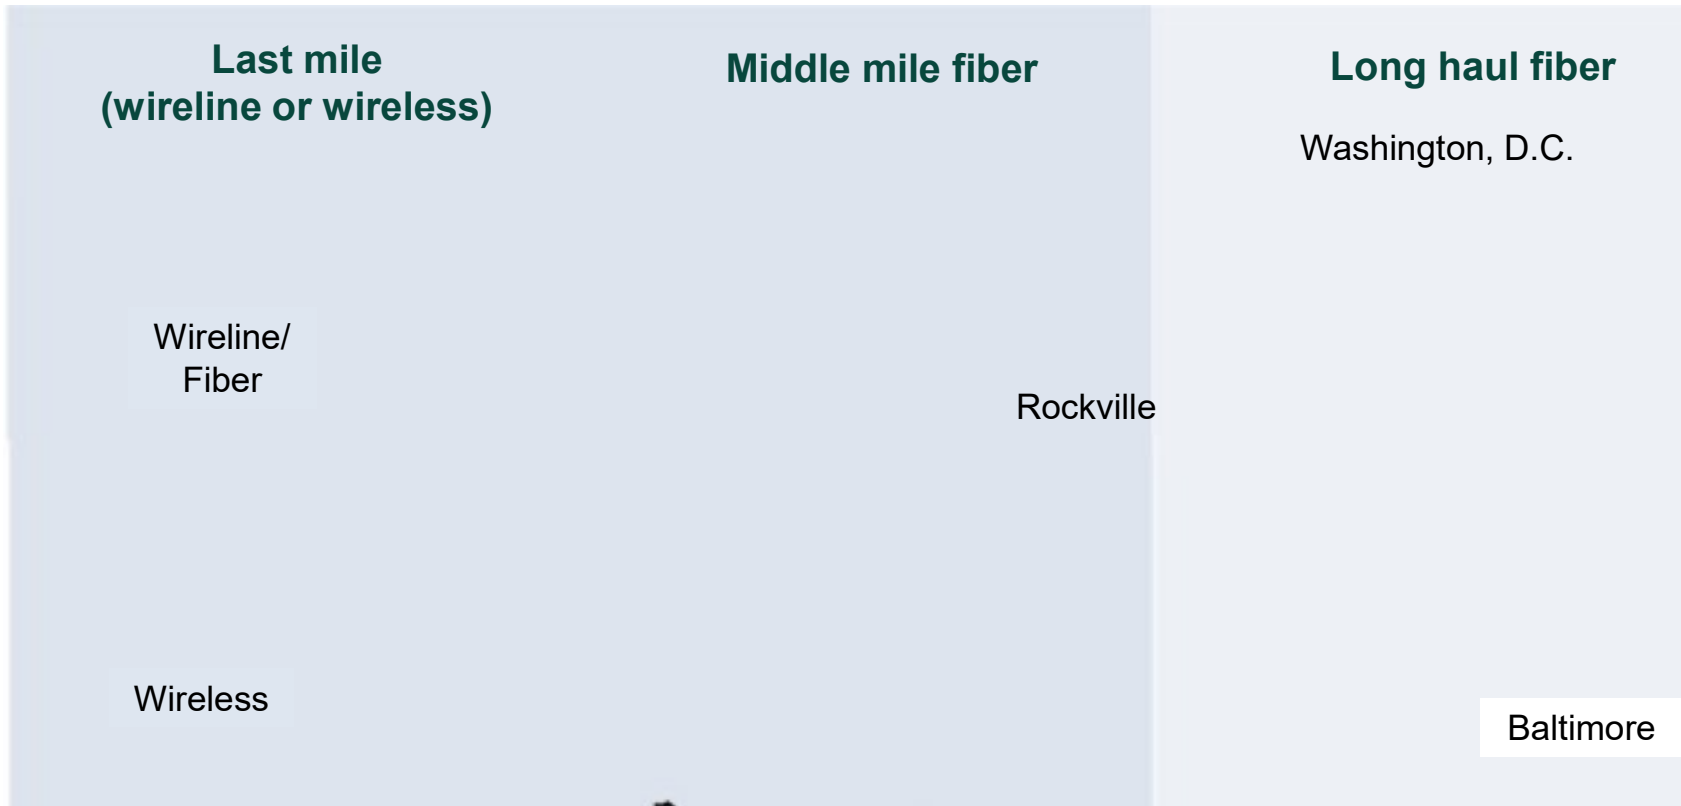 Last mile
(wireline or wireless)
Middle mile fiber
Long haul fiber
Washington, D.C.
Wireline/
Fiber
Rockville
Wireless
Baltimore